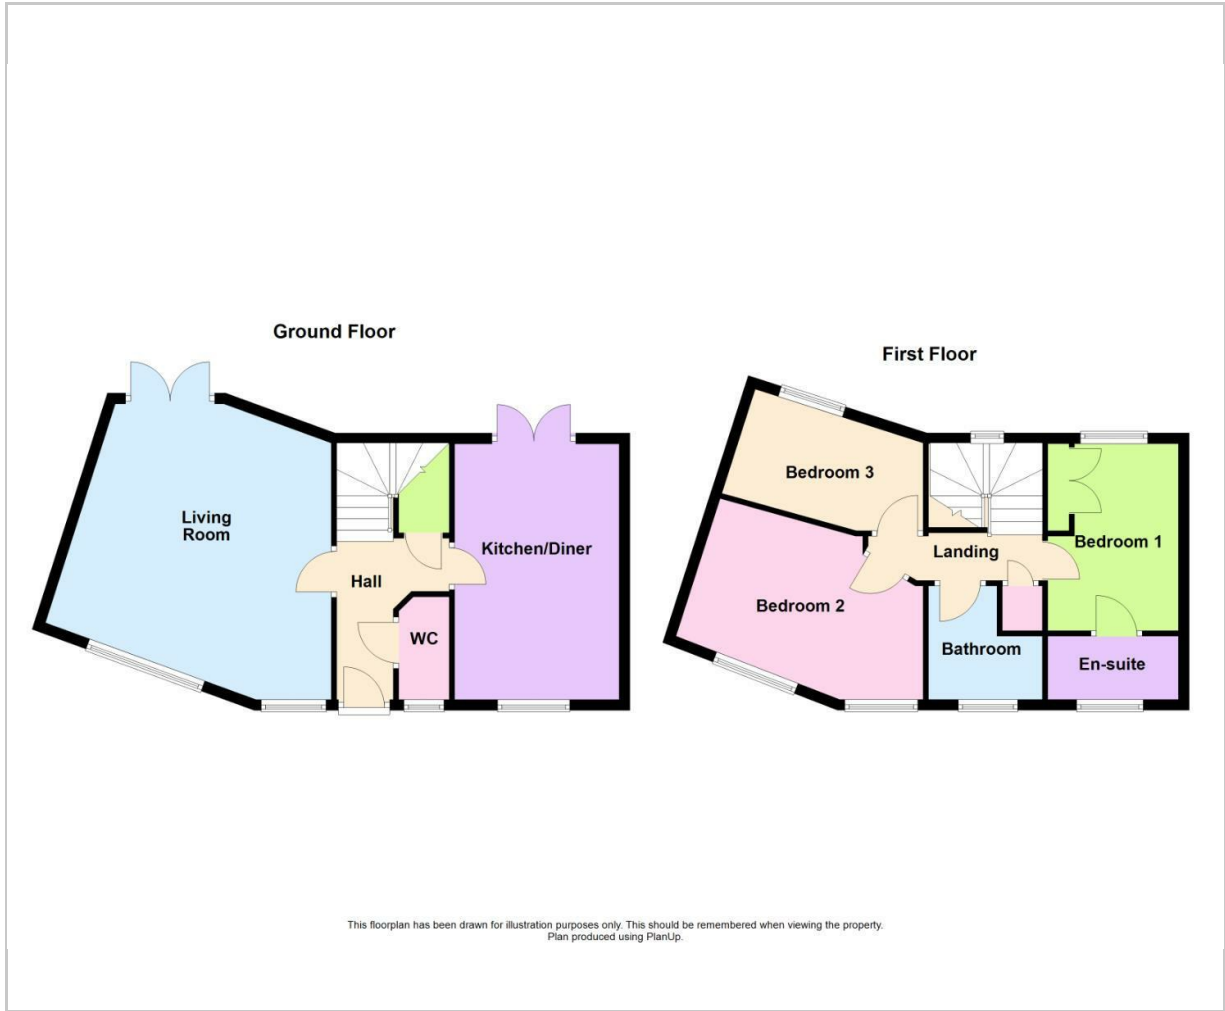 Ground Floor
Living
Room
Hall
WC
Kitchen/Diner
First Floor
Bedroom 3
Bedroom 2
Landing
Bedroom 1
Bathroom
En-suite
This floorplan has been drawn for illustration purposes only. This should be remembered when viewing the property.
Plan produced using PlanUp.